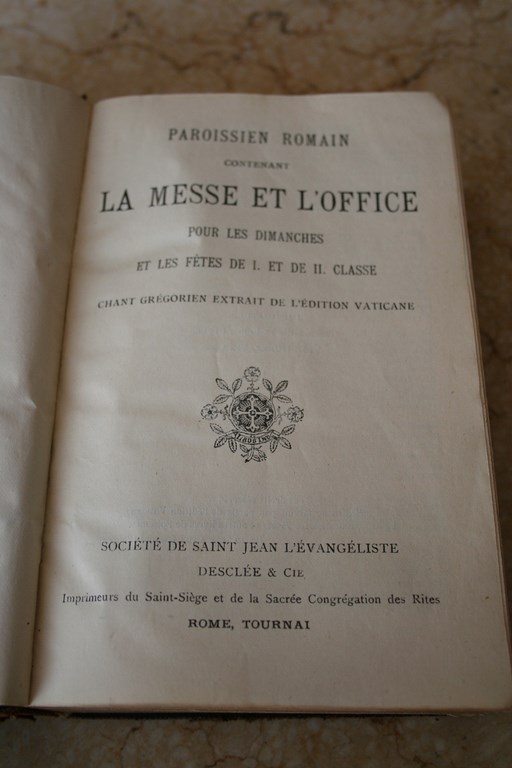 PAROISSIEN ROMAIN
CONTENANT
LA MESSE ET L'OFFICE
POUR LES DIMANCHES
ET LES FÊTES DE I. ET DE II. CLASSE
CHANT GRÉGORIEN EXTRAIT DE L'ÉDITION VATICANE
SOCIÉTÉ DE SAINT JEAN L'ÉVANGÉLISTE
DESCLÉE & CIE
Imprimeurs du Saint-Siège et de la Sacrée Congrégation des Rites
ROME, TOURNAI